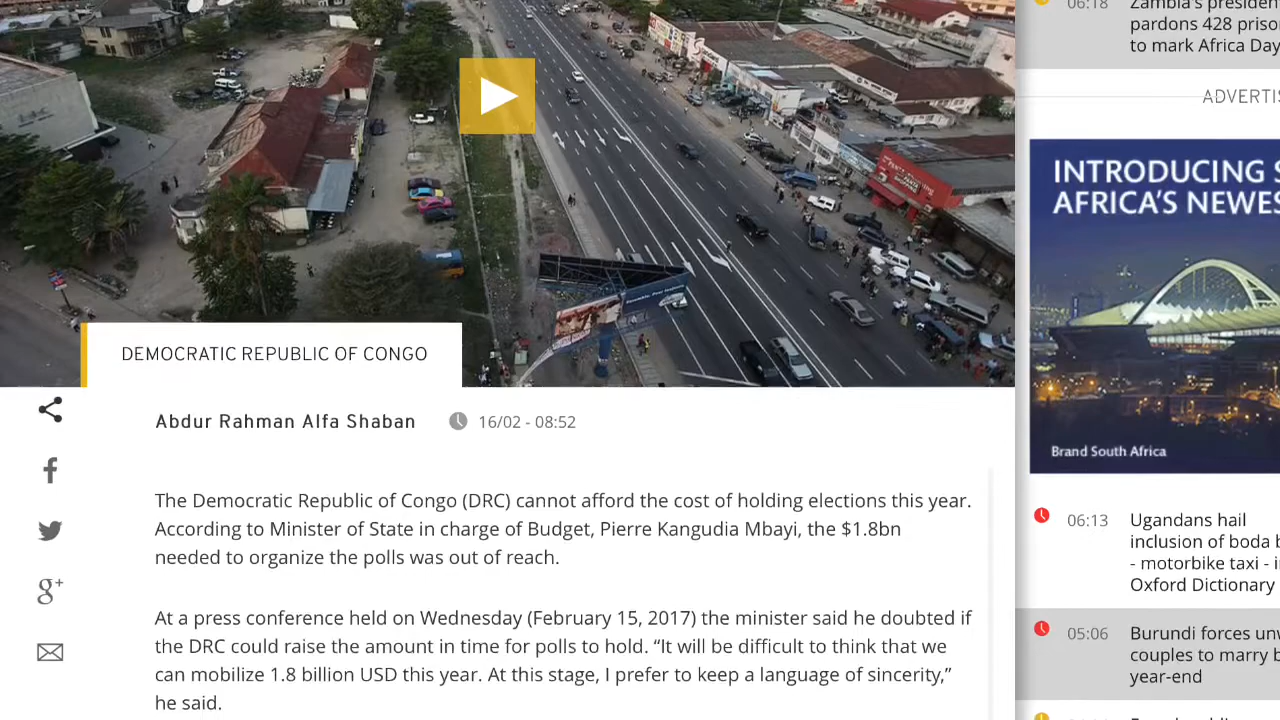 DEMOCRATIC REPUBLIC OF CONGO
Abdur Rahman Alfa Shaban
16/02 - 08:52
The Democratic Republic of Congo (DRC) cannot afford the cost of holding elections this year.
According to Minister of State in charge of Budget, Pierre Kangudia Mbayi, the $1.8bn
needed to organize the polls was out of reach.
At a press conference held on Wednesday (February 15, 2017) the minister said he doubted if
the DRC could raise the amount in time for polls to hold. “It will be difficult to think that we
can mobilize 1.8 billion USD this year. At this stage, I prefer to keep a language of sincerity,”
he said.
06:18
Zambia's president
pardons 428 priso
to mark Africa Day
ADVERTIS
INTRODUCING S
AFRICA'S NEWES
Brand South Africa
06:13
Ugandans hail
inclusion of boda b
- motorbike taxi - i
Oxford Dictionary
05:06
Burundi forces unw
couples to marry b
year-end